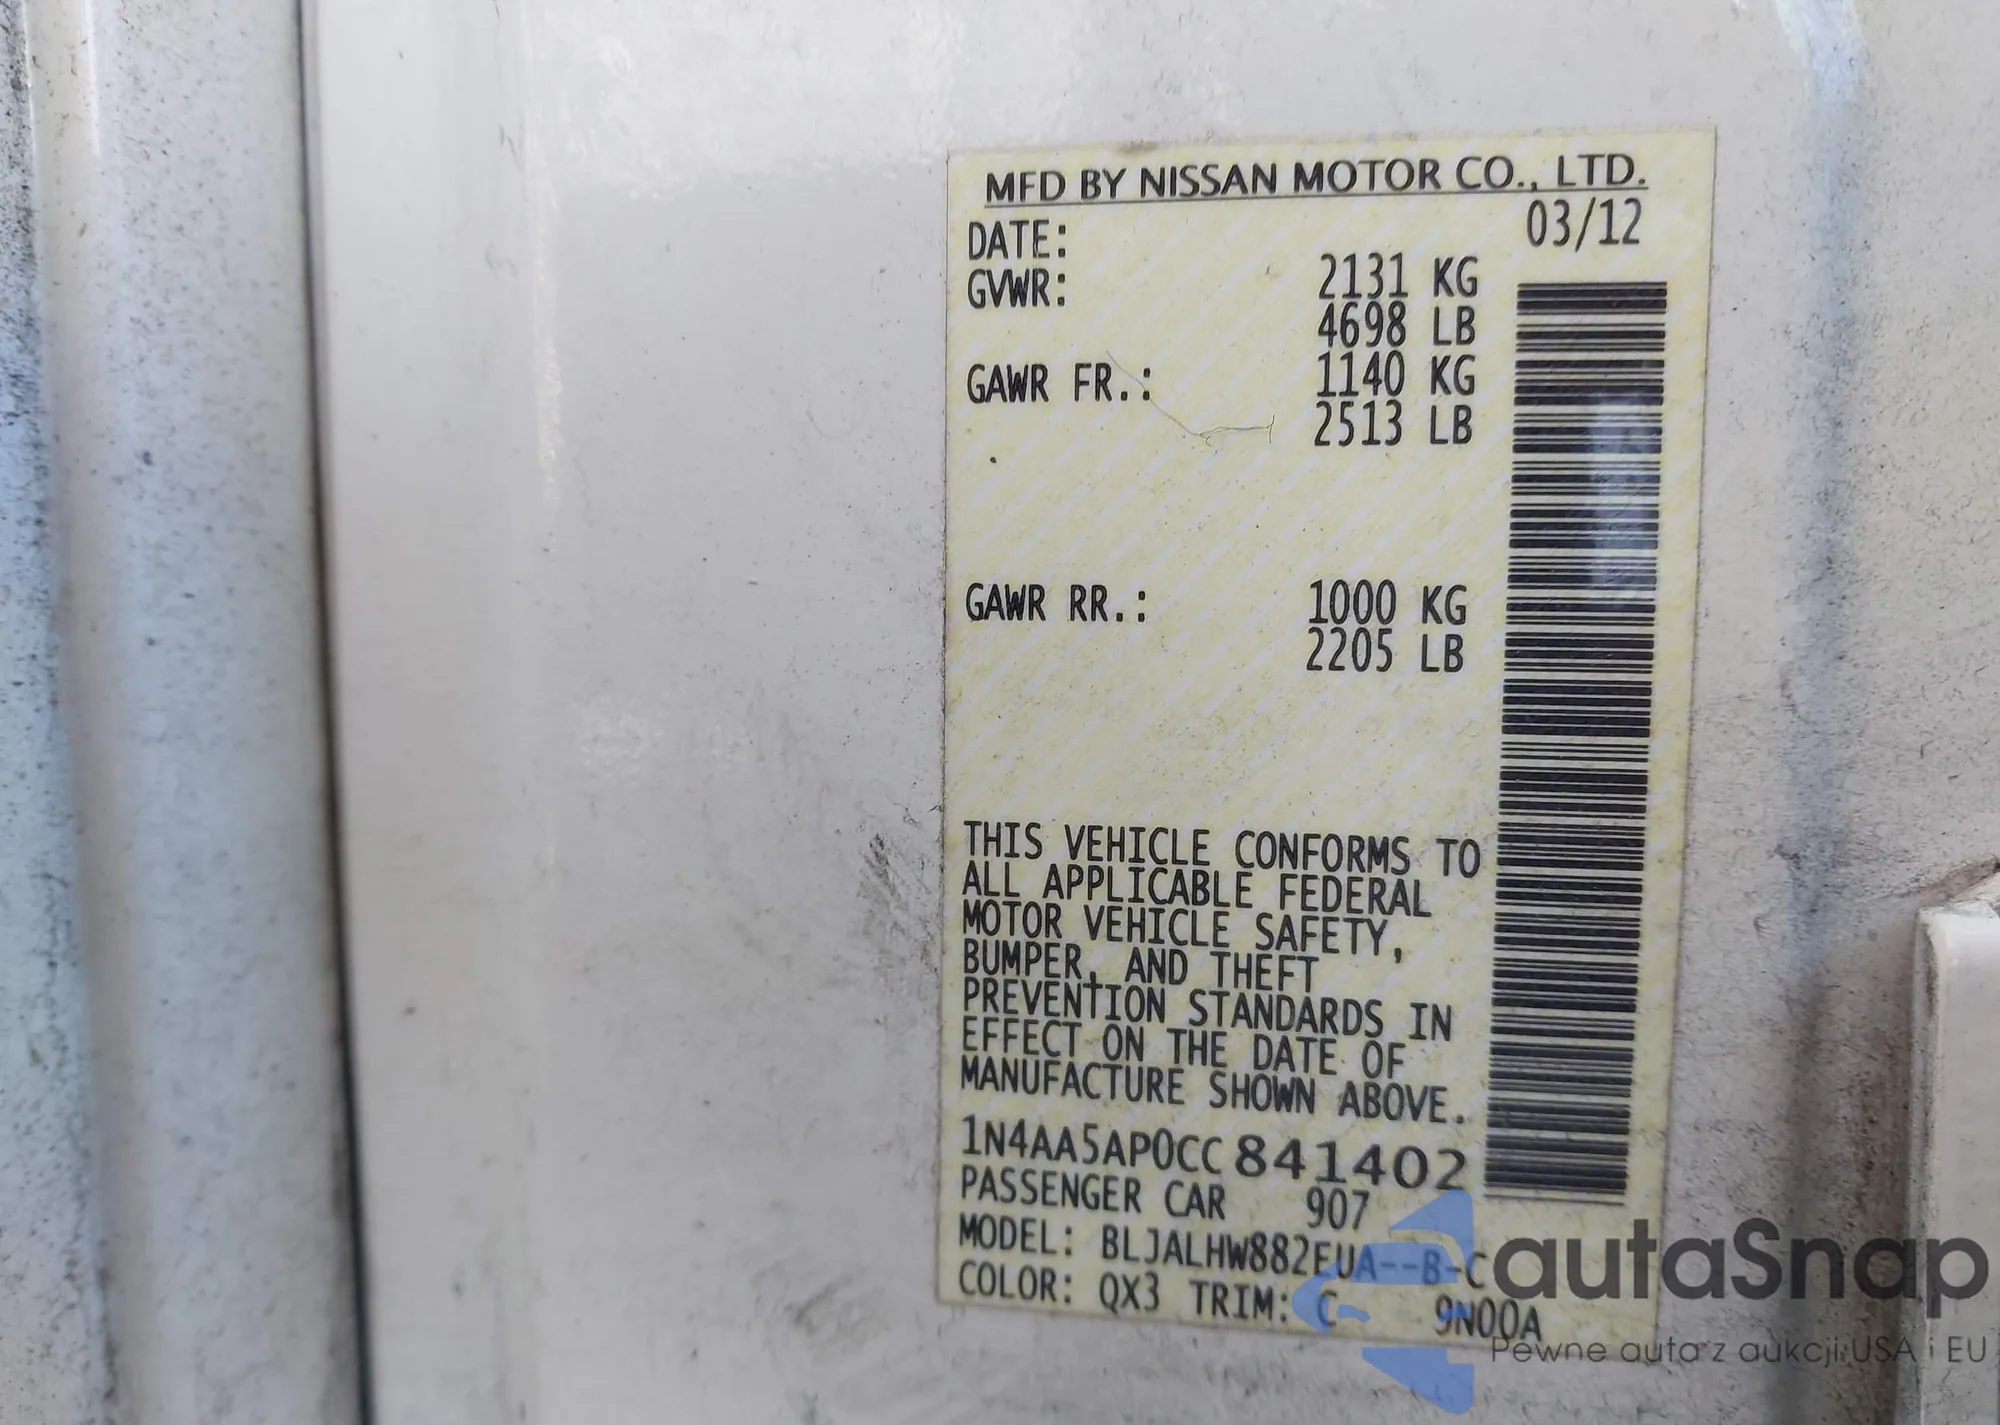 MFD BY NISSAN MOTOR CO., LTD.
DATE: 03/12
GVWR: 2131 KG
4698 LB
GAWR FR.: 1140 KG
2513 LB
GAWR RR.: 1000 KG
2205 LB
THIS VEHICLE CONFORMS TO
ALL APPLICABLE FEDERAL
MOTOR VEHICLE SAFETY,
BUMPER, AND THEFT
PREVENTION STANDARDS IN
EFFECT ON THE DATE OF
MANUFACTURE SHOWN ABOVE.
1N4AA5AP0CC841402
PASSENGER CAR 907
MODEL: BLJALHW882EUA--B-C
COLOR: QX3 TRIM: C 9N00A
autaSnap
Pewne auta z aukcji USA i EU